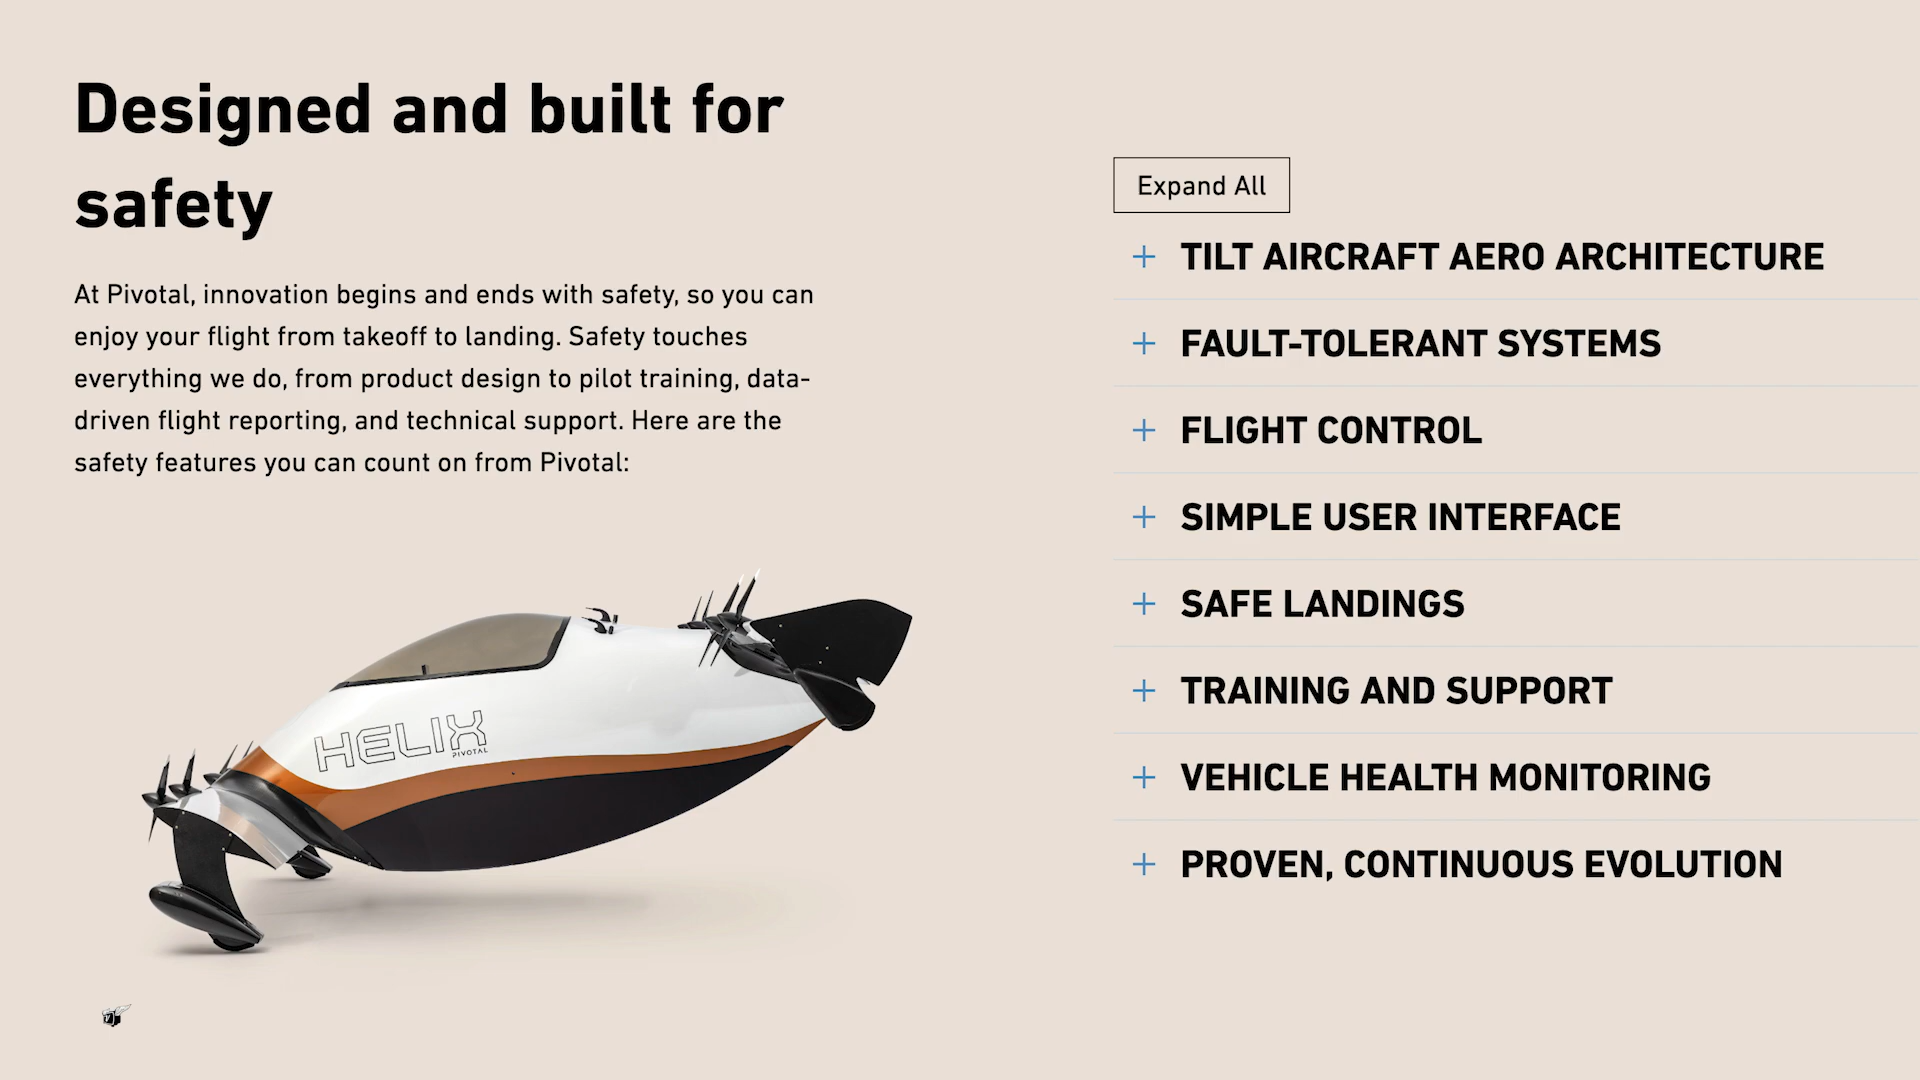 Designed and built for
safety
At Pivotal, innovation begins and ends with safety, so you can
enjoy your flight from takeoff to landing. Safety touches
everything we do, from product design to pilot training, data-
driven flight reporting, and technical support. Here are the
safety features you can count on from Pivotal:
HELIX
PIVOTAL
Expand All
TILT AIRCRAFT AERO ARCHITECTURE
FAULT-TOLERANT SYSTEMS
FLIGHT CONTROL
SIMPLE USER INTERFACE
SAFE LANDINGS
TRAINING AND SUPPORT
VEHICLE HEALTH MONITORING
PROVEN, CONTINUOUS EVOLUTION